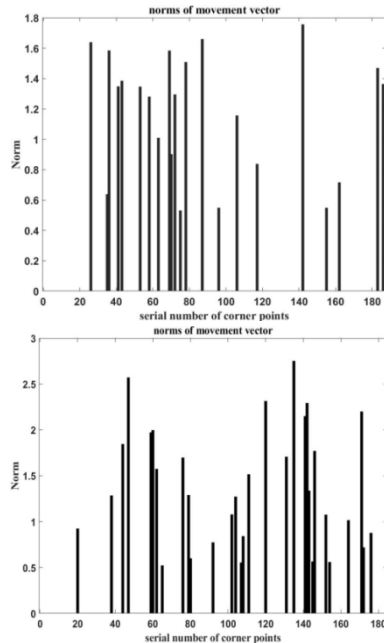 norms of movement vector
1.8
1.6
1.4
1.2
1
0.8
0.6
0.4
0.2
0
Norm
0 20 40 60 80 100 120 140 160 180
serial number of corner points
norms of movement vector
3
2.5
2
1.5
1
0.5
0
Norm
0 20 40 60 80 100 120 140 160 180
serial number of corner points